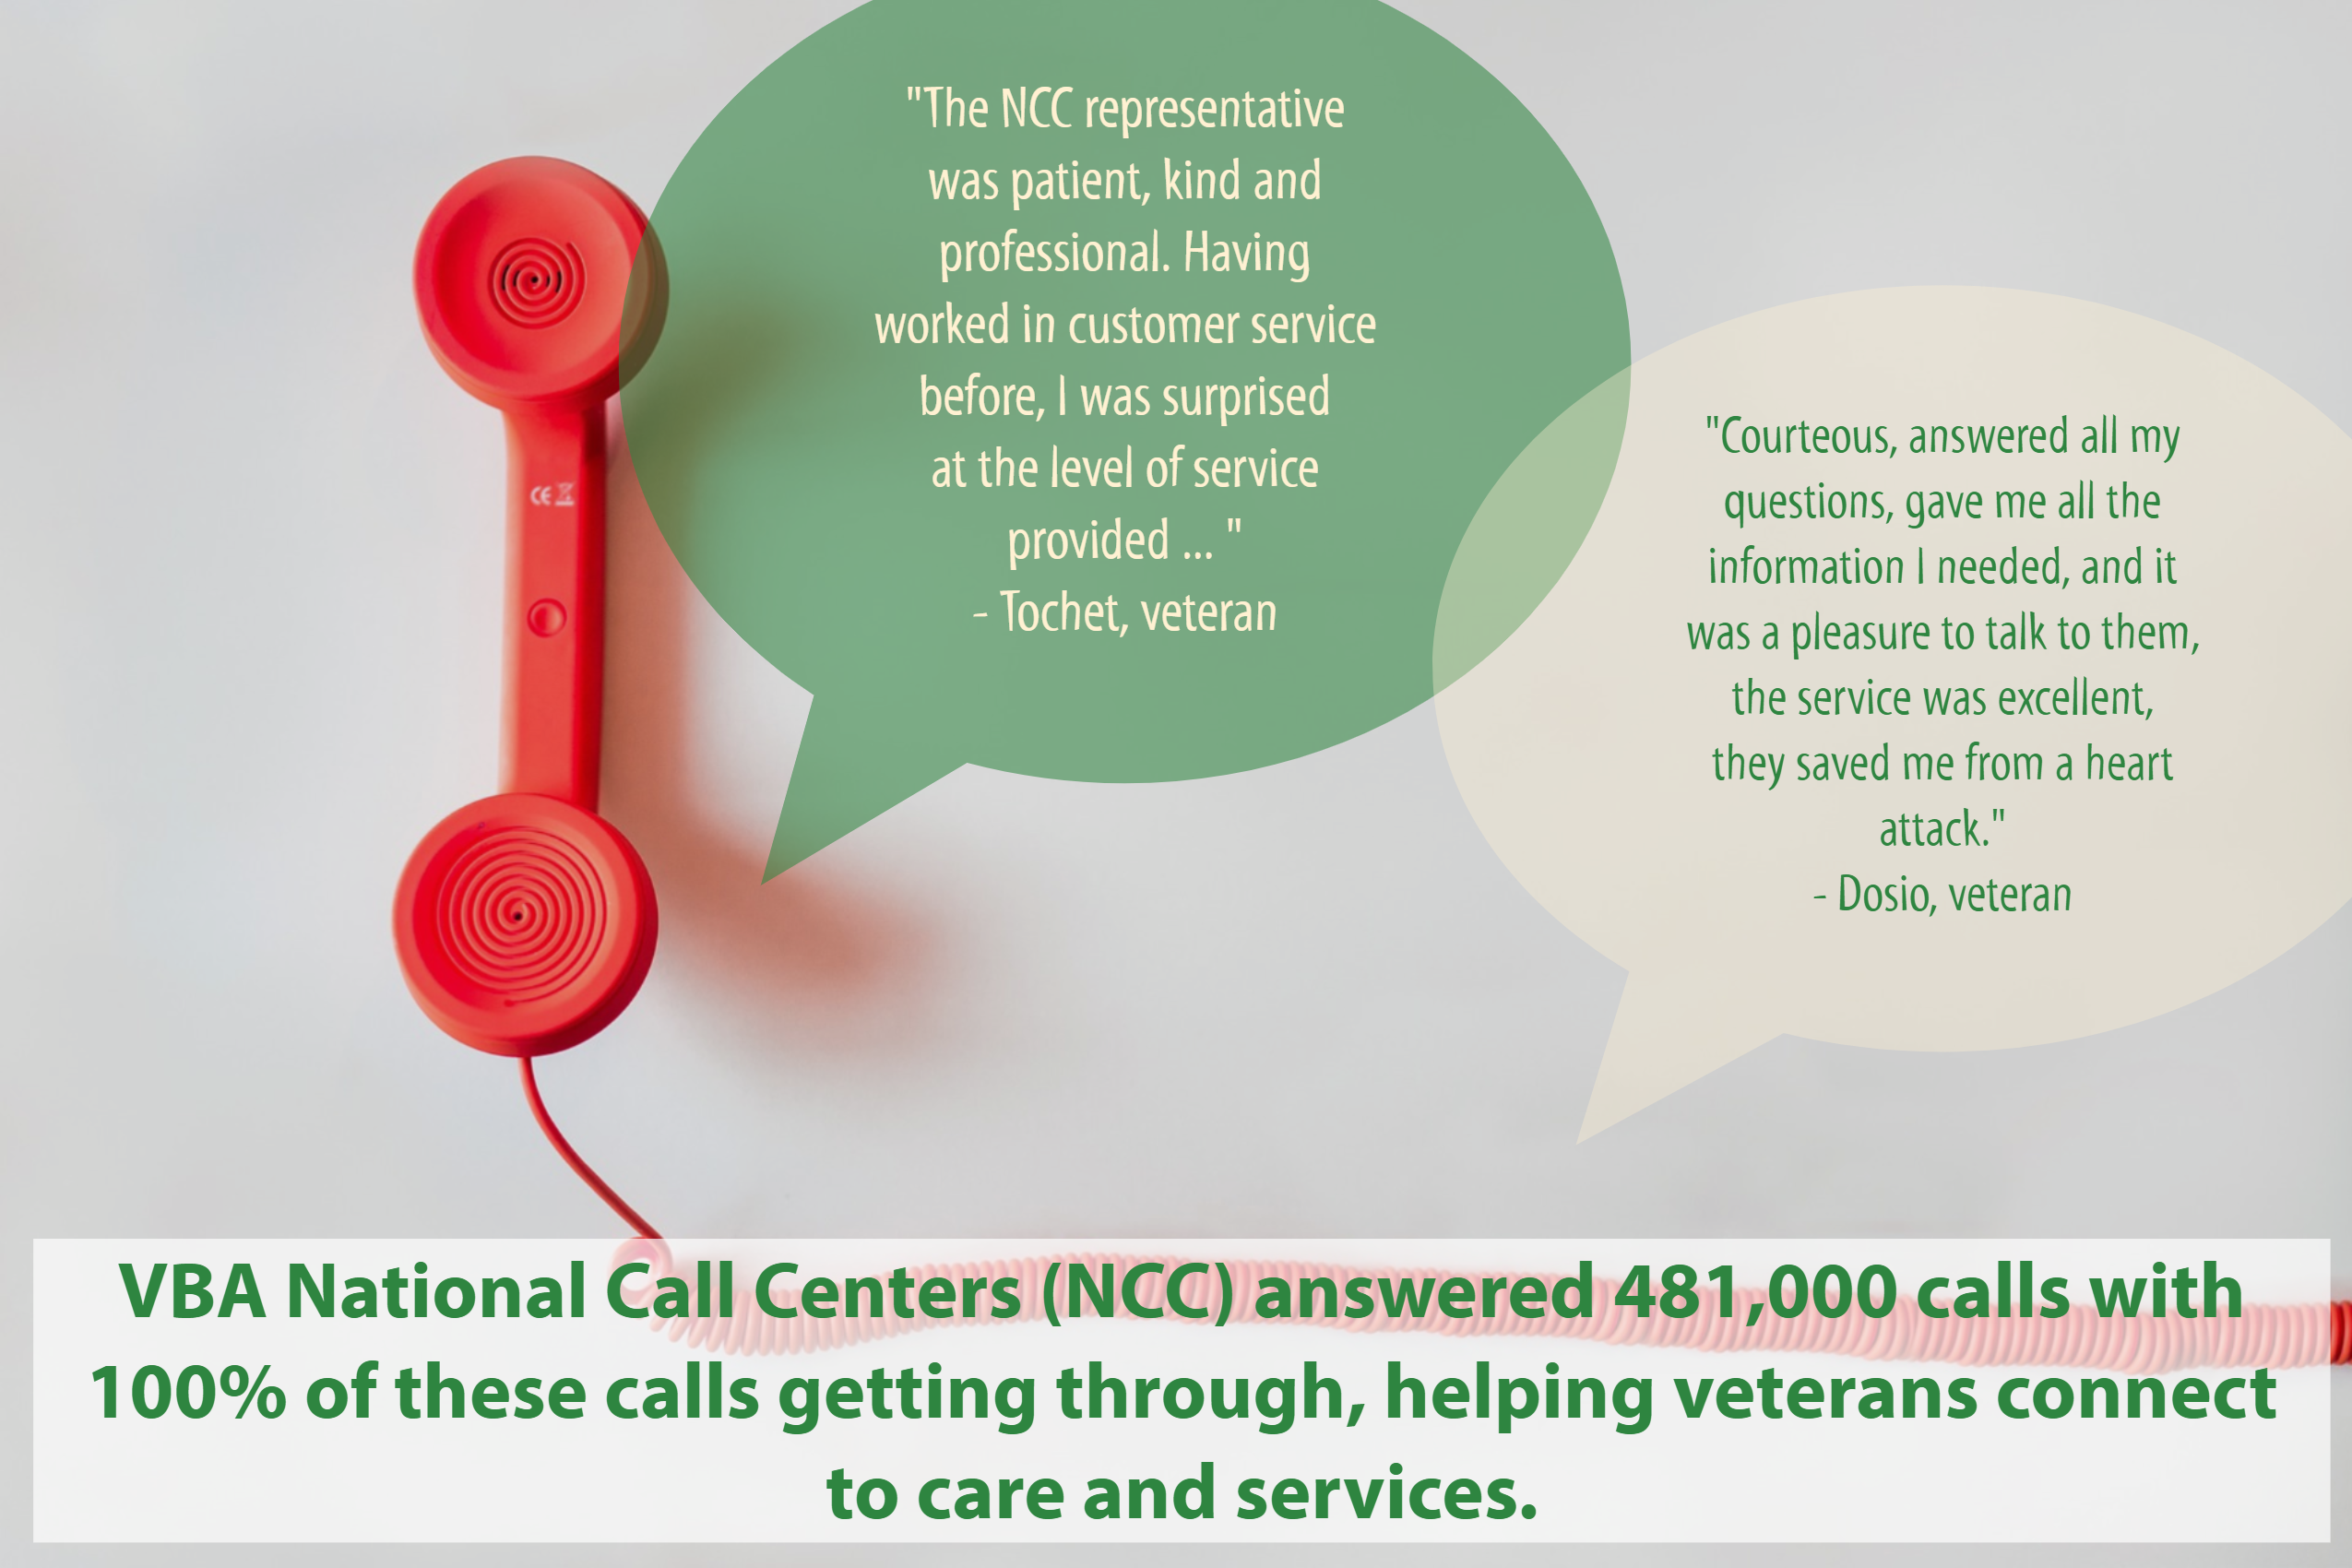 "The NCC representative
was patient, kind and
professional. Having
worked in customer service
before, I was surprised
at the level of service
provided ... "
- Tochet, veteran
"Courteous, answered all my
questions, gave me all the
information I needed, and it
was a pleasure to talk to them,
the service was excellent,
they saved me from a heart
attack."
- Dosio, veteran
CE
VBA National Call Centers (NCC) answered 481,000 calls with
100% of these calls getting through, helping veterans connect
to care and services.